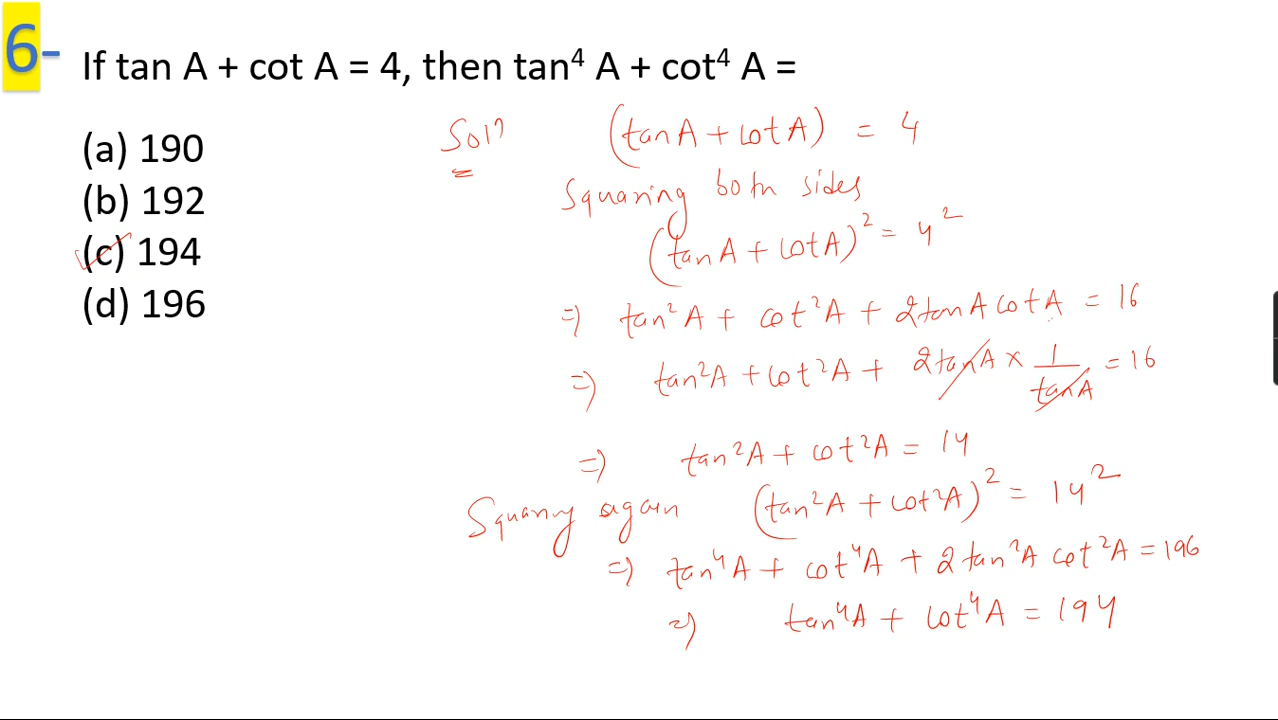 6- If tan A + cot A = 4, then tan⁴ A + cot⁴ A =
(a) 190
(b) 192
(c) 194
(d) 196
Solⁿ (tanA + cotA) = 4
Squaring both sides
(tanA + cotA)² = 4²
⇒ tan²A + cot²A + 2tanA cotA = 16
⇒ tan²A + cot²A + 2tanA × 1/tanA = 16
⇒ tan²A + cot²A = 14
Squaring again (tan²A + cot²A)² = 14²
⇒ tan⁴A + cot⁴A + 2tan²A cot²A = 196
⇒ tan⁴A + cot⁴A = 194